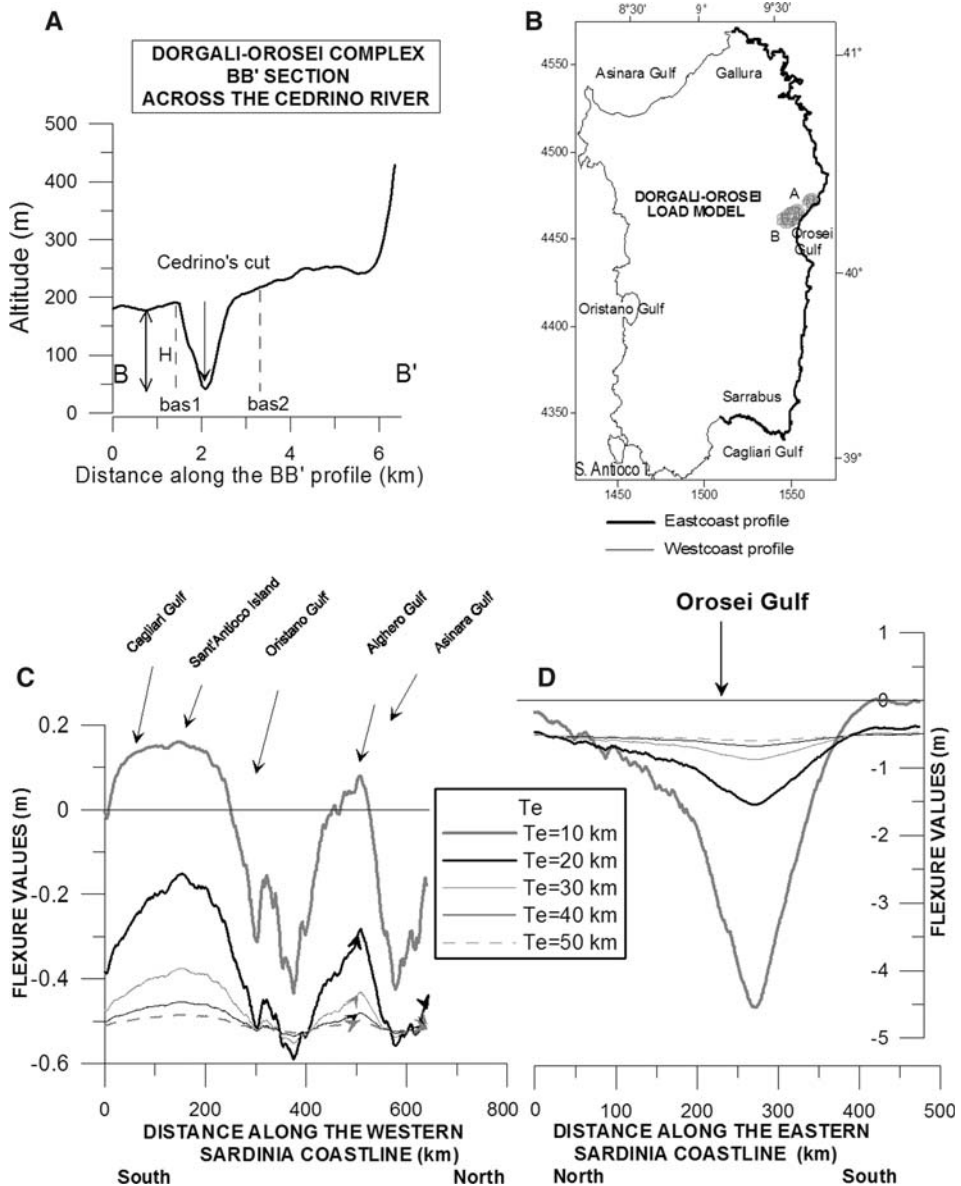 A
DORGALI-OROSEI COMPLEX
BB' SECTION
ACROSS THE CEDRINO RIVER
500
400
300
200
100
0
Altitude (m)
Cedrino's cut
B
H
B'
bas1
bas2
0
2
4
6
Distance along the BB' profile (km)
B
8°30'
9°
9°30'
4550
4500
4450
4400
4350
41°
40°
39°
Asinara Gulf
Gallura
DORGALI-OROSEI
LOAD MODEL
A
B
Orosei
Gulf
Oristano Gulf
Sarrabus
Cagliari Gulf
S. Antioco I.
1450
1500
1550
Eastcoast profile
Westcoast profile
C
Cagliari Gulf
Sant'Antioco Island
Oristano Gulf
Alghero Gulf
Asinara Gulf
0.2
0
-0.2
-0.4
-0.6
FLEXURE VALUES (m)
0
200
400
600
800
DISTANCE ALONG THE WESTERN
SARDINIA COASTLINE (km)
South
North
Te
Te=10 km
Te=20 km
Te=30 km
Te=40 km
Te=50 km
Orosei Gulf
D
1
0
-1
-2
-3
-4
-5
FLEXURE VALUES (m)
0
100
200
300
400
500
DISTANCE ALONG THE EASTERN
SARDINIA COASTLINE (km)
North
South